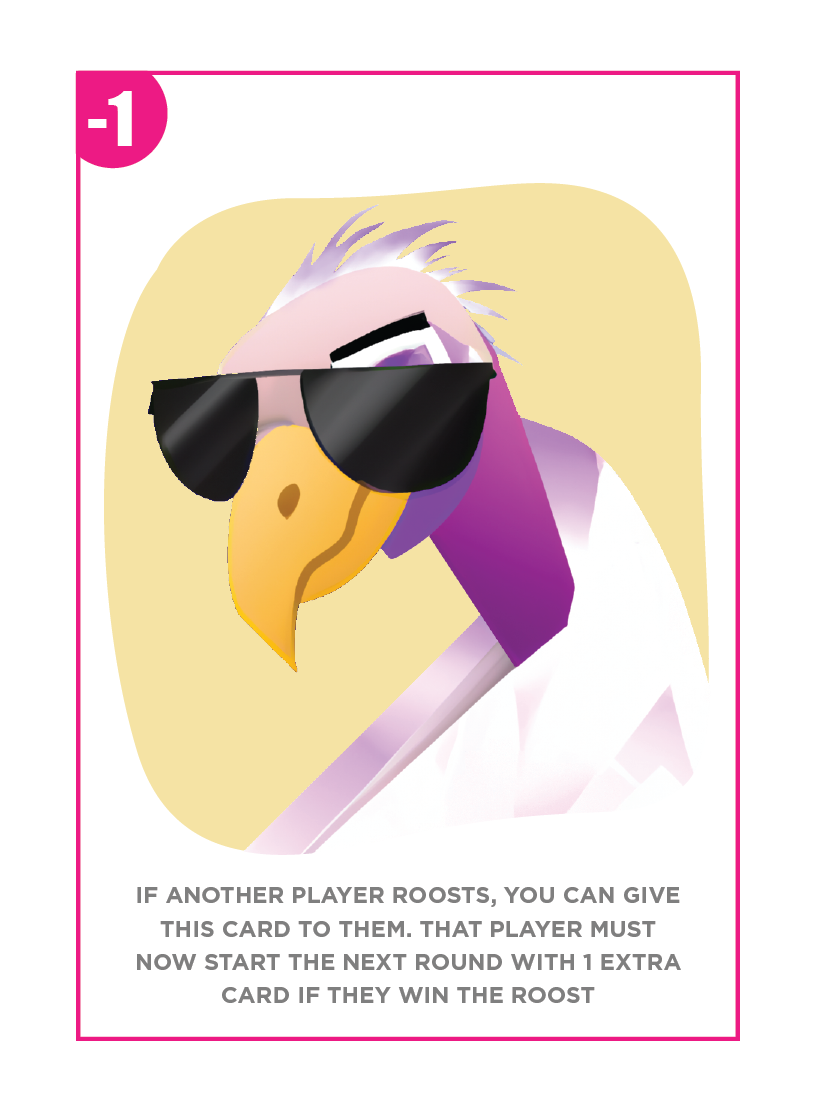 -1
IF ANOTHER PLAYER ROOSTS, YOU CAN GIVE
THIS CARD TO THEM. THAT PLAYER MUST
NOW START THE NEXT ROUND WITH 1 EXTRA
CARD IF THEY WIN THE ROOST